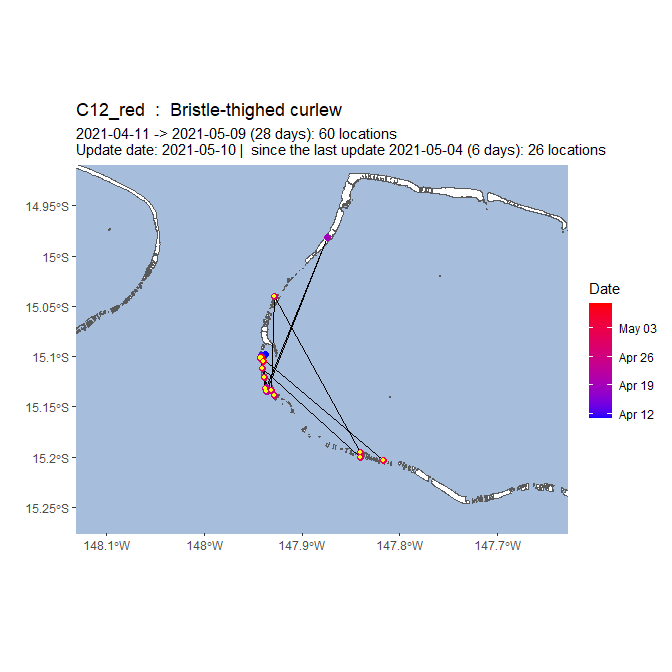 C12_red  :  Bristle-thighed curlew
2021-04-11 -> 2021-05-09 (28 days): 60 locations
Update date: 2021-05-10 |  since the last update 2021-05-04 (6 days): 26 locations
14.95°S
15°S
15.05°S
15.1°S
15.15°S
15.2°S
15.25°S
148.1°W
148°W
147.9°W
147.8°W
147.7°W
Date
May 03
Apr 26
Apr 19
Apr 12